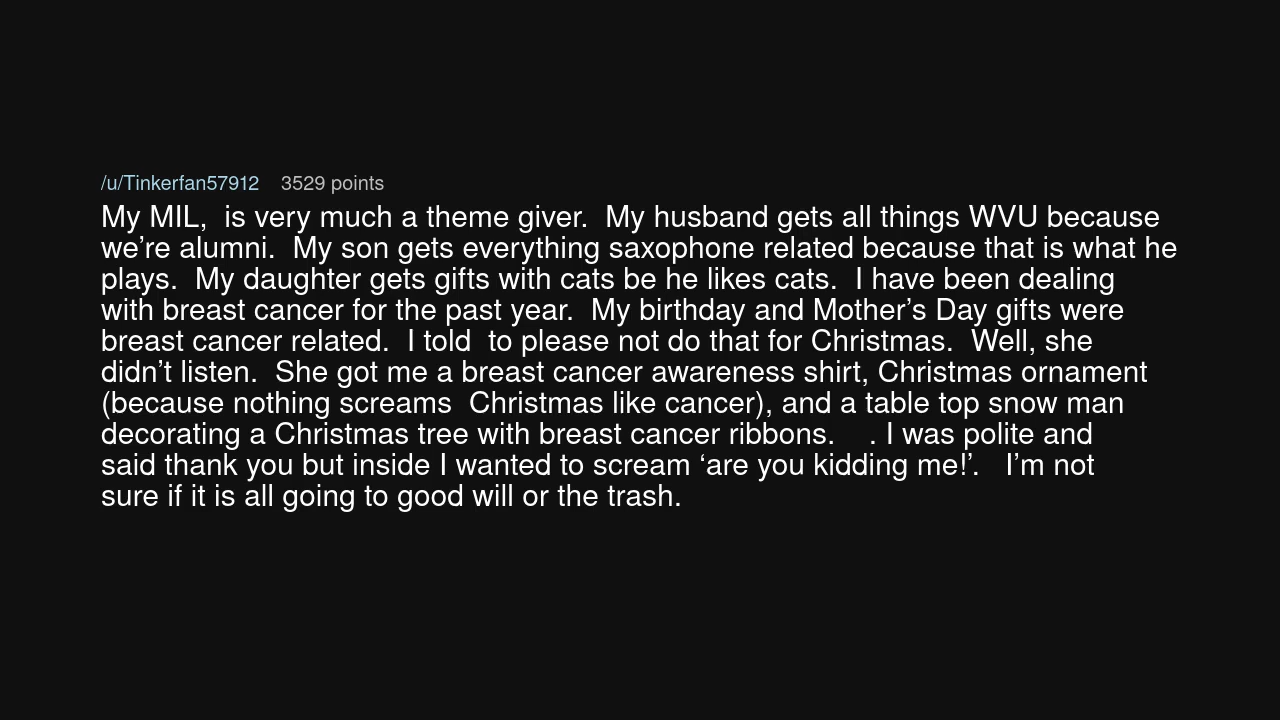 /u/Tinkerfan57912 3529 points
My MIL,  is very much a theme giver.  My husband gets all things WVU because
we’re alumni.  My son gets everything saxophone related because that is what he
plays.  My daughter gets gifts with cats be he likes cats.  I have been dealing
with breast cancer for the past year.  My birthday and Mother’s Day gifts were
breast cancer related.  I told  to please not do that for Christmas.  Well, she
didn’t listen.  She got me a breast cancer awareness shirt, Christmas ornament
(because nothing screams  Christmas like cancer), and a table top snow man
decorating a Christmas tree with breast cancer ribbons.    . I was polite and
said thank you but inside I wanted to scream ‘are you kidding me!’.   I’m not
sure if it is all going to good will or the trash.